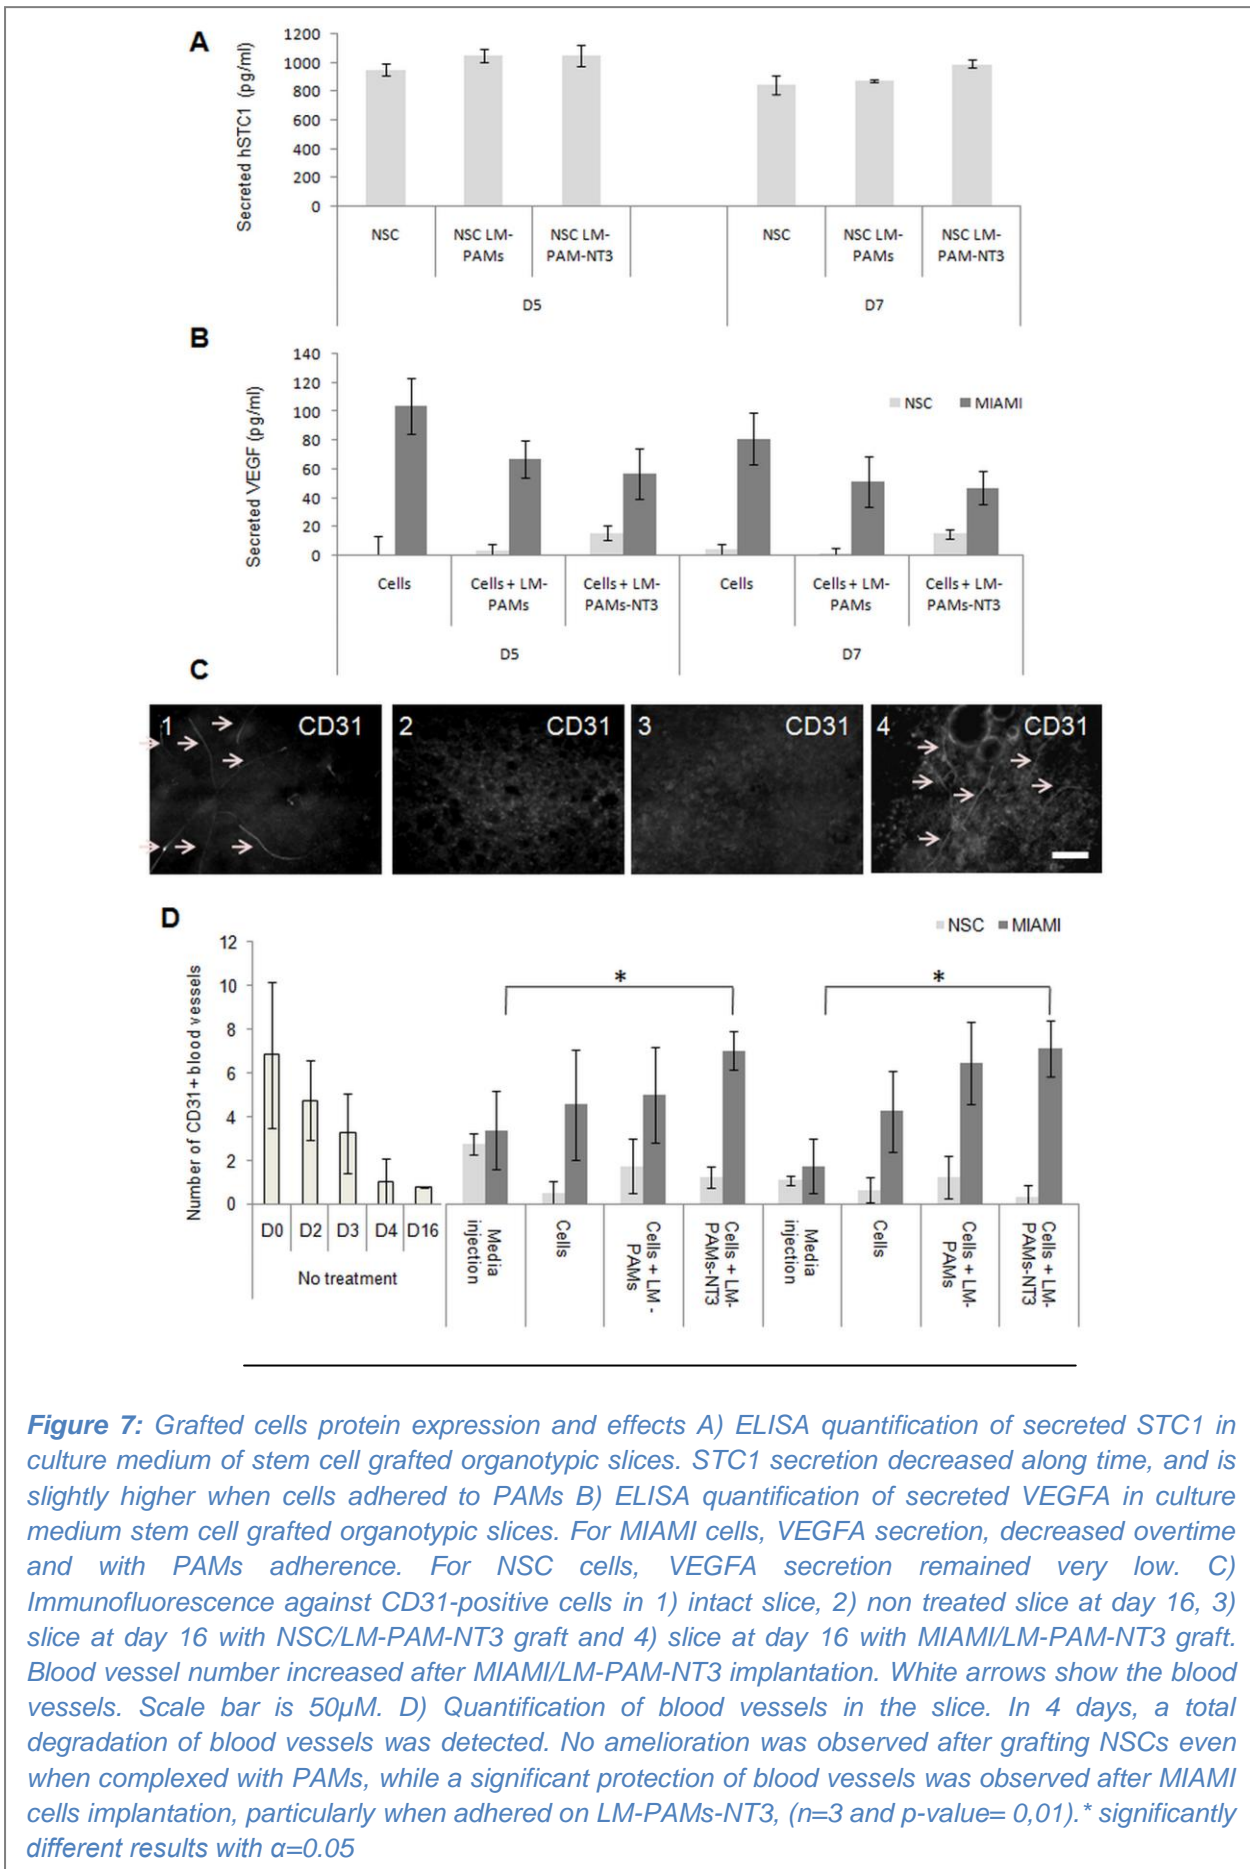 A
1200
1000
800
600
400
200
0
Secreted hSTC1 (pg/ml)
NSC
NSC LM-
PAMs
NSC LM-
PAM-NT3
NSC
NSC LM-
PAMs
NSC LM-
PAM-NT3
D5
D7
B
140
120
100
80
60
40
20
0
Secreted VEGF (pg/ml)
NSC
MIAMI
Cells
Cells + LM-
PAMs
Cells + LM-
PAMs-NT3
Cells
Cells + LM-
PAMs
Cells + LM-
PAMs-NT3
D5
D7
C
1 CD31
2 CD31
3 CD31
4 CD31
D
NSC
MIAMI
12
10
8
6
4
2
0
Number of CD31+ blood vessels
*
*
D0
D2
D3
D4
D16
No treatment
Media
injection
Cells
Cells + LM -
PAMs
Cells + LM-
PAMs-NT3
Media
injection
Cells
Cells + LM-
PAMs
Cells + LM-
PAMs-NT3
Figure 7: Grafted cells protein expression and effects A) ELISA quantification of secreted STC1 in
culture medium of stem cell grafted organotypic slices. STC1 secretion decreased along time, and is
slightly higher when cells adhered to PAMs B) ELISA quantification of secreted VEGFA in culture
medium stem cell grafted organotypic slices. For MIAMI cells, VEGFA secretion, decreased overtime
and with PAMs adherence. For NSC cells, VEGFA secretion remained very low. C)
Immunofluorescence against CD31-positive cells in 1) intact slice, 2) non treated slice at day 16, 3)
slice at day 16 with NSC/LM-PAM-NT3 graft and 4) slice at day 16 with MIAMI/LM-PAM-NT3 graft.
Blood vessel number increased after MIAMI/LM-PAM-NT3 implantation. White arrows show the blood
vessels. Scale bar is 50µM. D) Quantification of blood vessels in the slice. In 4 days, a total
degradation of blood vessels was detected. No amelioration was observed after grafting NSCs even
when complexed with PAMs, while a significant protection of blood vessels was observed after MIAMI
cells implantation, particularly when adhered on LM-PAMs-NT3, (n=3 and p-value= 0,01).* significantly
different results with α=0.05